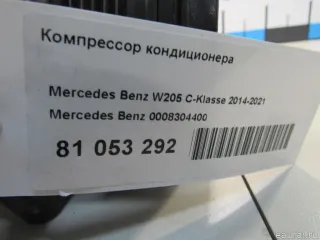 Компрессор кондиционера
Mercedes Benz W205 C-Klasse 2014-2021
Mercedes Benz 0008304400
81 053 292